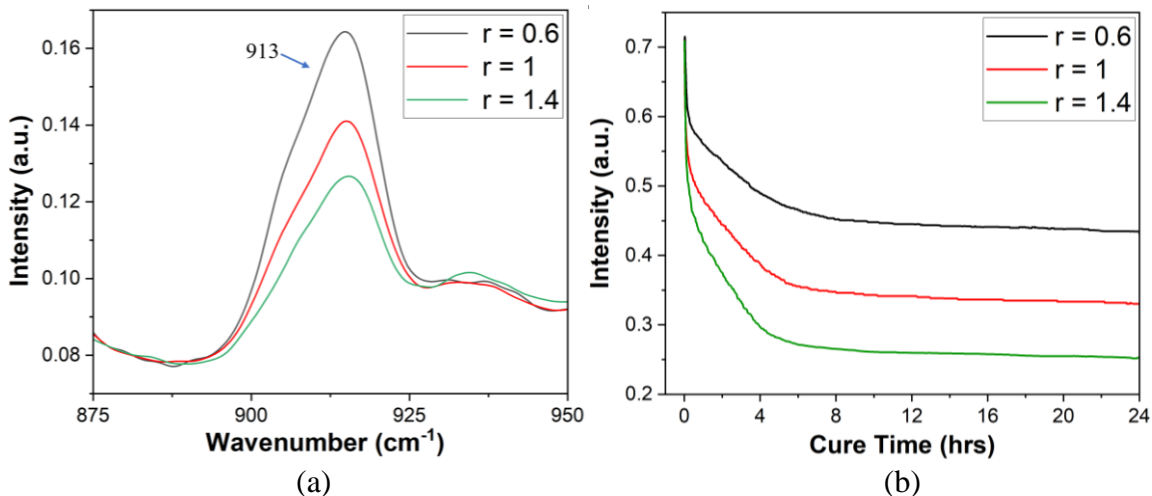 0.16
0.14
0.12
0.10
0.08
Intensity (a.u.)
913
r = 0.6
r = 1
r = 1.4
875
900
925
950
Wavenumber (cm⁻¹)
(a)
0.7
0.6
0.5
0.4
0.3
0.2
Intensity (a.u.)
r = 0.6
r = 1
r = 1.4
0
4
8
12
16
20
24
Cure Time (hrs)
(b)